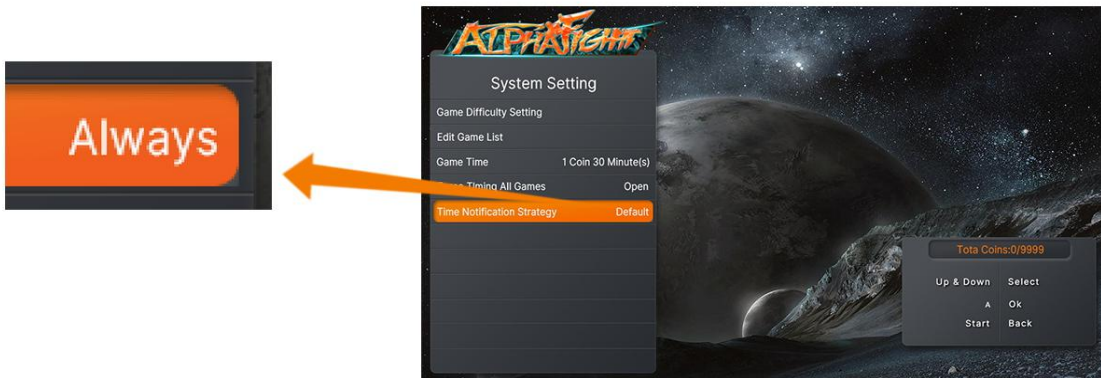 Always
ALPHAFIGHT
System Setting
Game Difficulty Setting
Edit Game List
Game Time 1 Coin 30 Minute(s)
Timing All Games Open
Time Notification Strategy Default
Tota Coins:0/9999
Up & Down Select
A Ok
Start Back